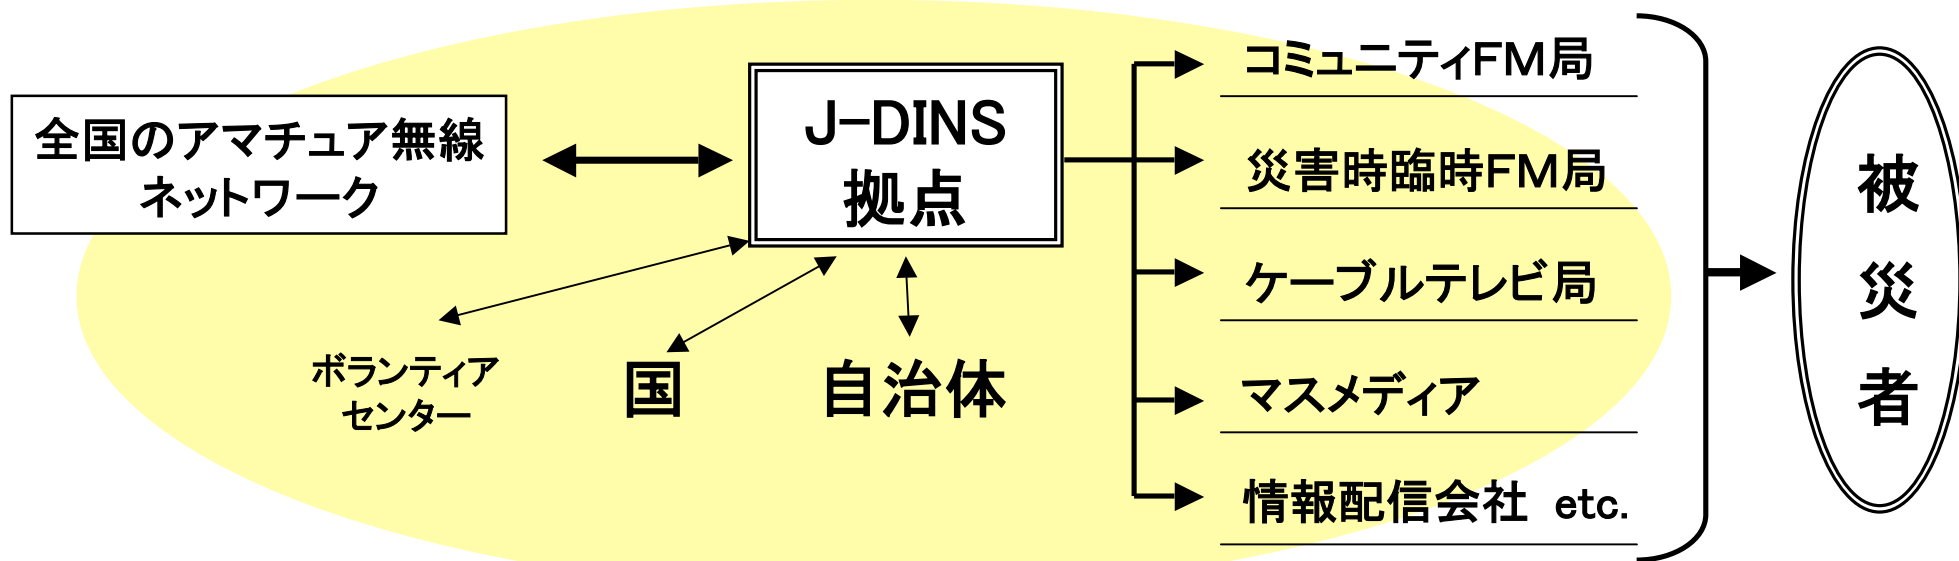 全国のアマチュア無線
ネットワーク
J-DINS
拠点
ボランティア
センター
国
自治体
コミュニティFM局
災害時臨時FM局
ケーブルテレビ局
マスメディア
情報配信会社 etc.
被災者